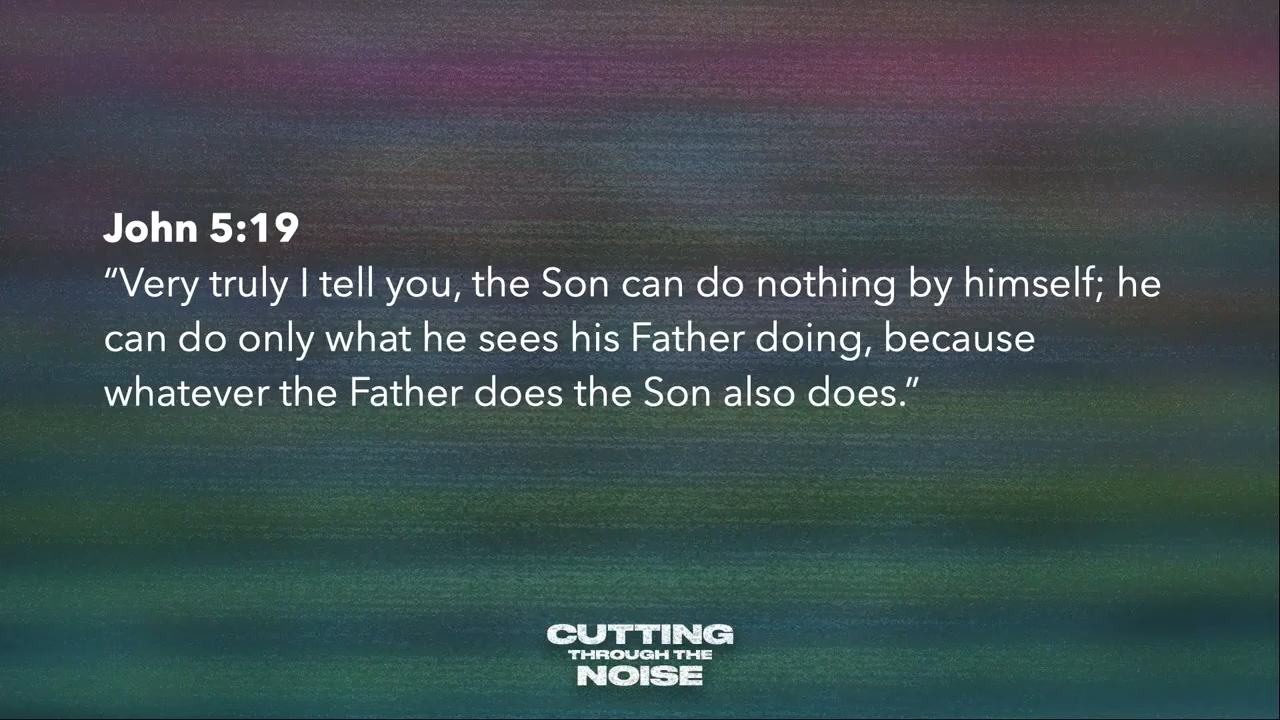 John 5:19
“Very truly I tell you, the Son can do nothing by himself; he
can do only what he sees his Father doing, because
whatever the Father does the Son also does.”
CUTTING
THROUGH THE
NOISE